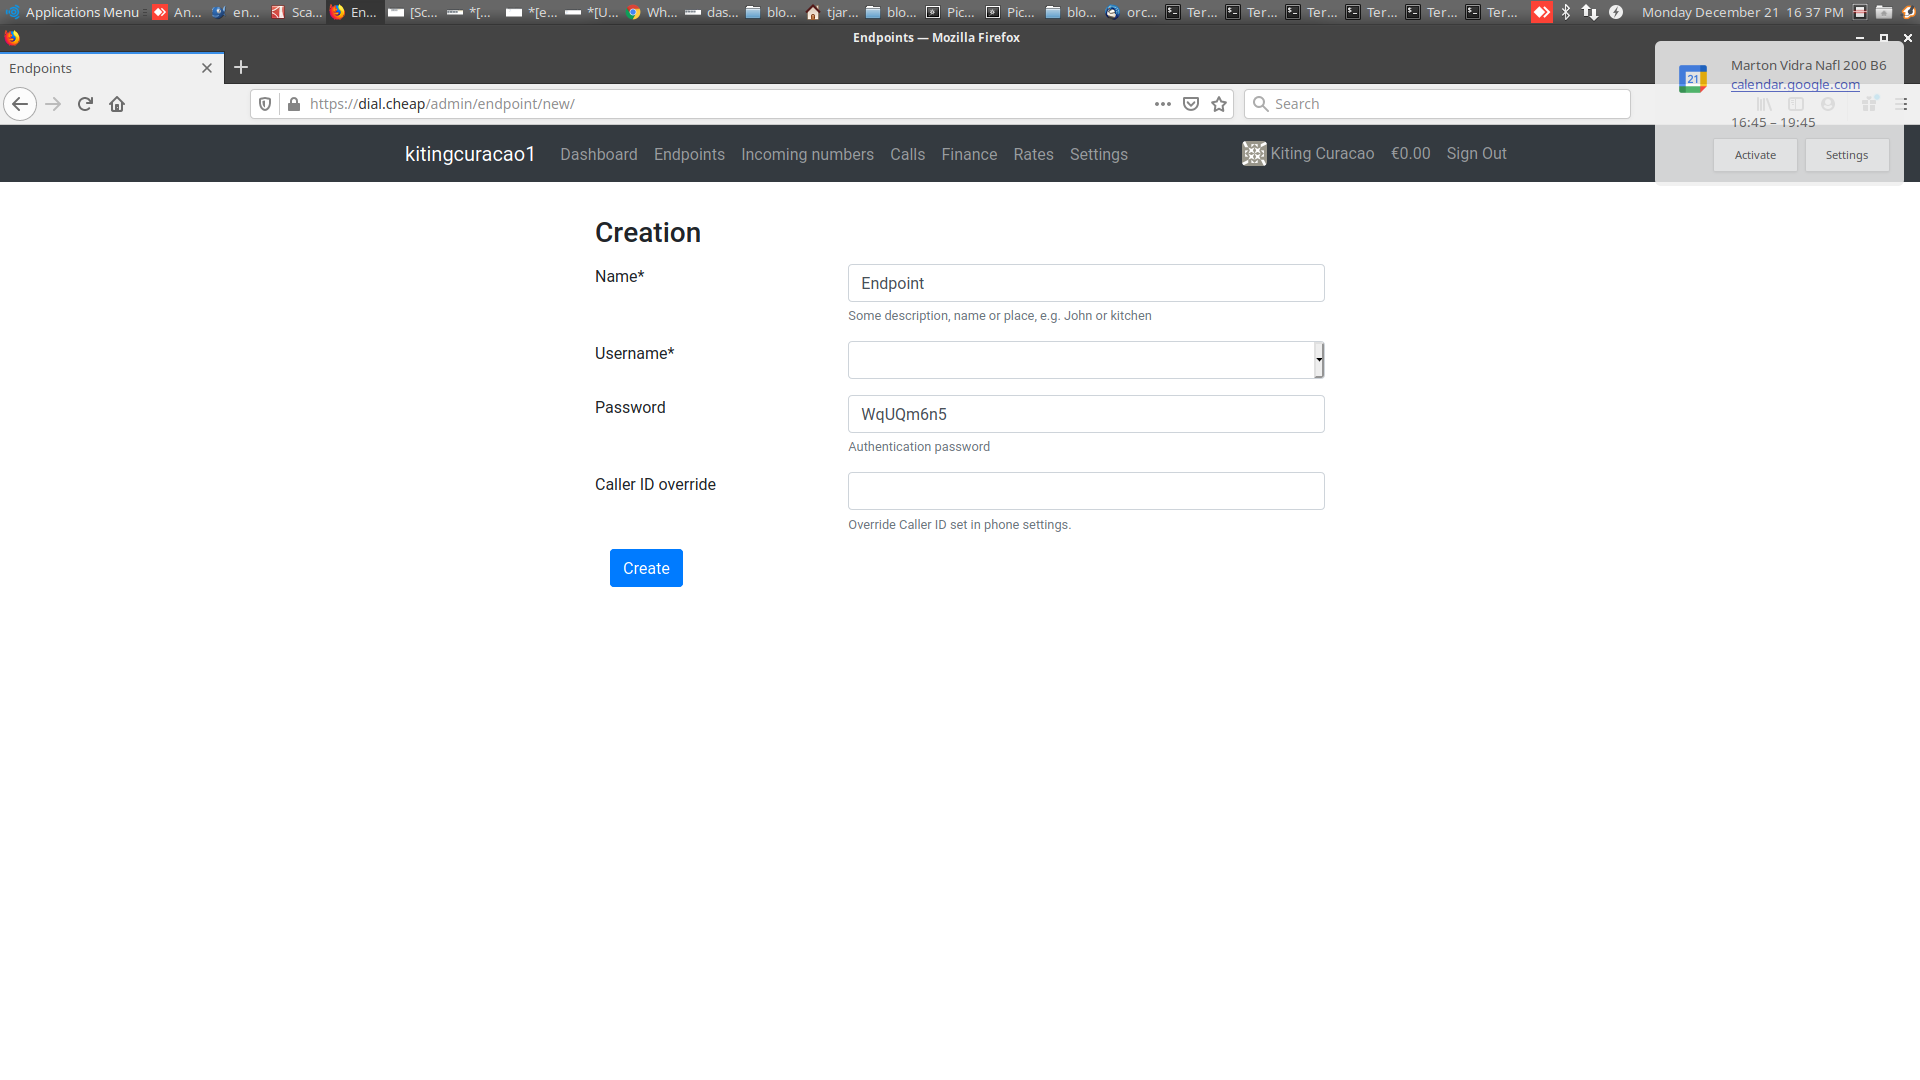 Applications Menu An... en... Sca... En... [Sc... *[... *[e... *[U... Wh... das... blo... tjar... blo... Pic... Pic... blo... orc... Ter... Ter... Ter... Ter... Ter... Ter... Monday December 21 16 37 PM
Endpoints — Mozilla Firefox
Endpoints
https://dial.cheap/admin/endpoint/new/
Search
21
Marton Vidra Nafl 200 B6
calendar.google.com
16:45 – 19:45
Activate Settings
kitingcuracao1 Dashboard Endpoints Incoming numbers Calls Finance Rates Settings Kiting Curacao €0.00 Sign Out
Creation
Name* Endpoint
Some description, name or place, e.g. John or kitchen
Username*
Password WqUQm6n5
Authentication password
Caller ID override
Override Caller ID set in phone settings.
Create